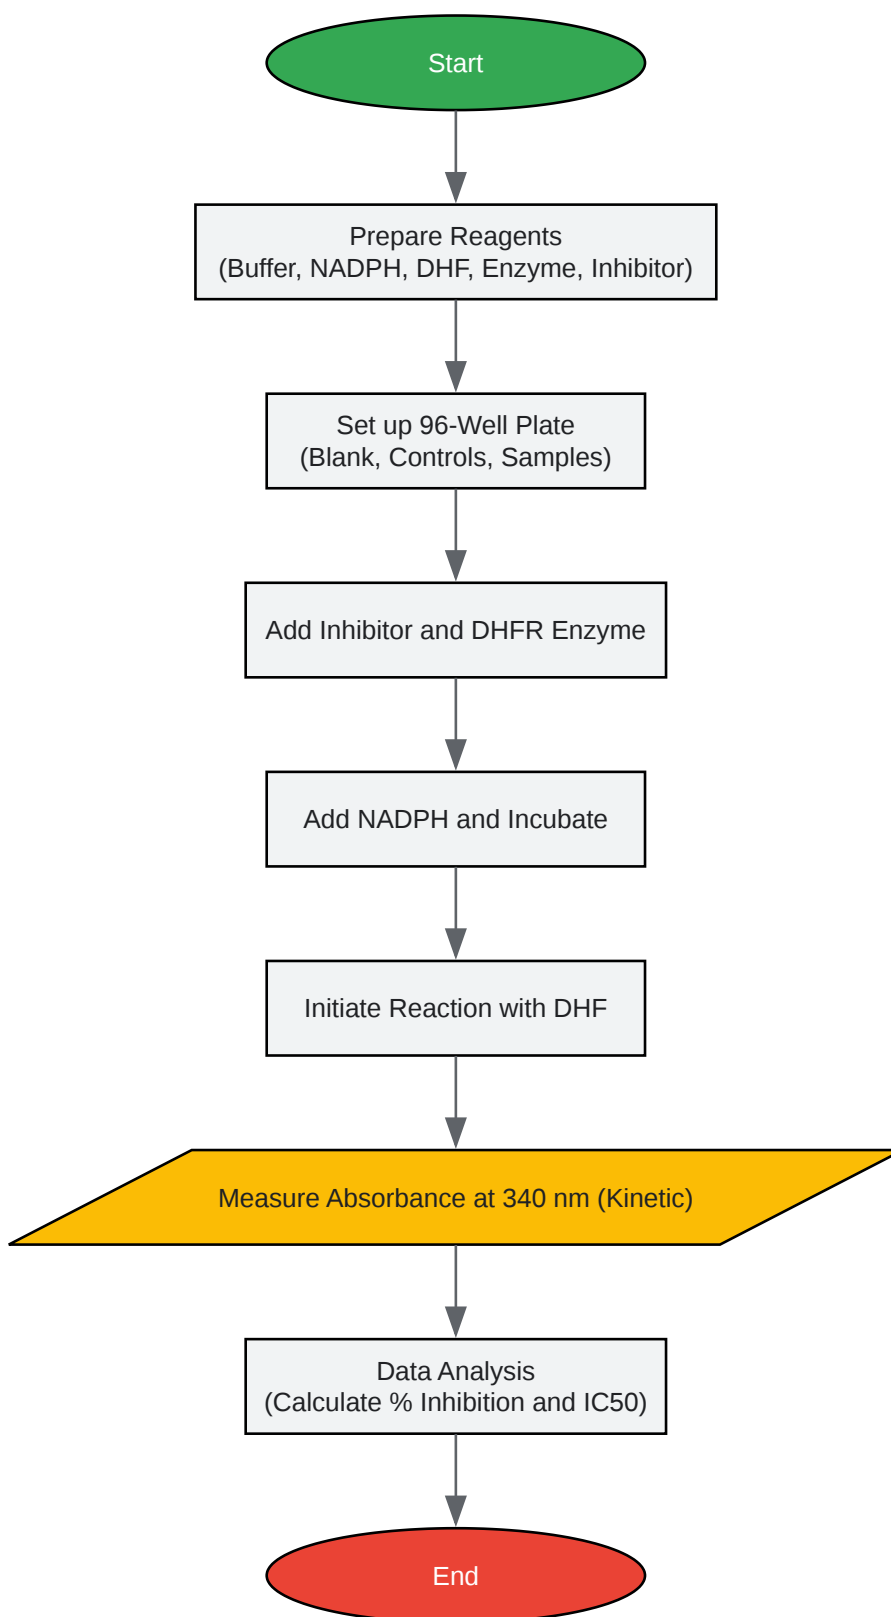 Start
Prepare Reagents
(Buffer, NADPH, DHF, Enzyme, Inhibitor)
Set up 96-Well Plate
(Blank, Controls, Samples)
Add Inhibitor and DHFR Enzyme
Add NADPH and Incubate
Initiate Reaction with DHF
Measure Absorbance at 340 nm (Kinetic)
Data Analysis
(Calculate % Inhibition and IC50)
End